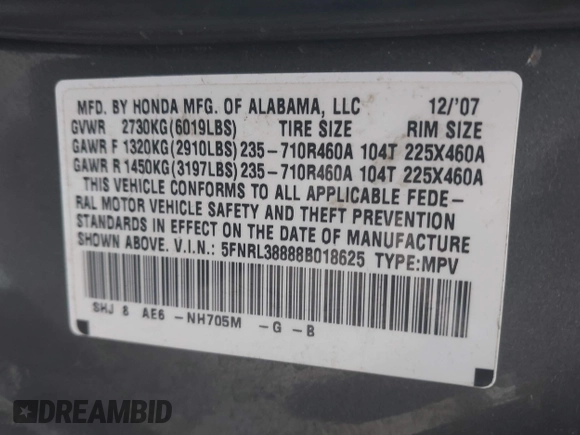 MFD. BY HONDA MFG. OF ALABAMA, LLC 12/'07
GVWR 2730KG(6019LBS) TIRE SIZE RIM SIZE
GAWR F 1320KG(2910LBS)235-710R460A 104T 225X460A
GAWR R 1450KG(3197LBS)235-710R460A 104T 225X460A
THIS VEHICLE CONFORMS TO ALL APPLICABLE FEDE-
RAL MOTOR VEHICLE SAFETY AND THEFT PREVENTION
STANDARDS IN EFFECT ON THE DATE OF MANUFACTURE
SHOWN ABOVE. V.I.N.: 5FNRL38888B018625 TYPE:MPV
SHJ 8 AE6 -NH705M -G-B
DREAMBID